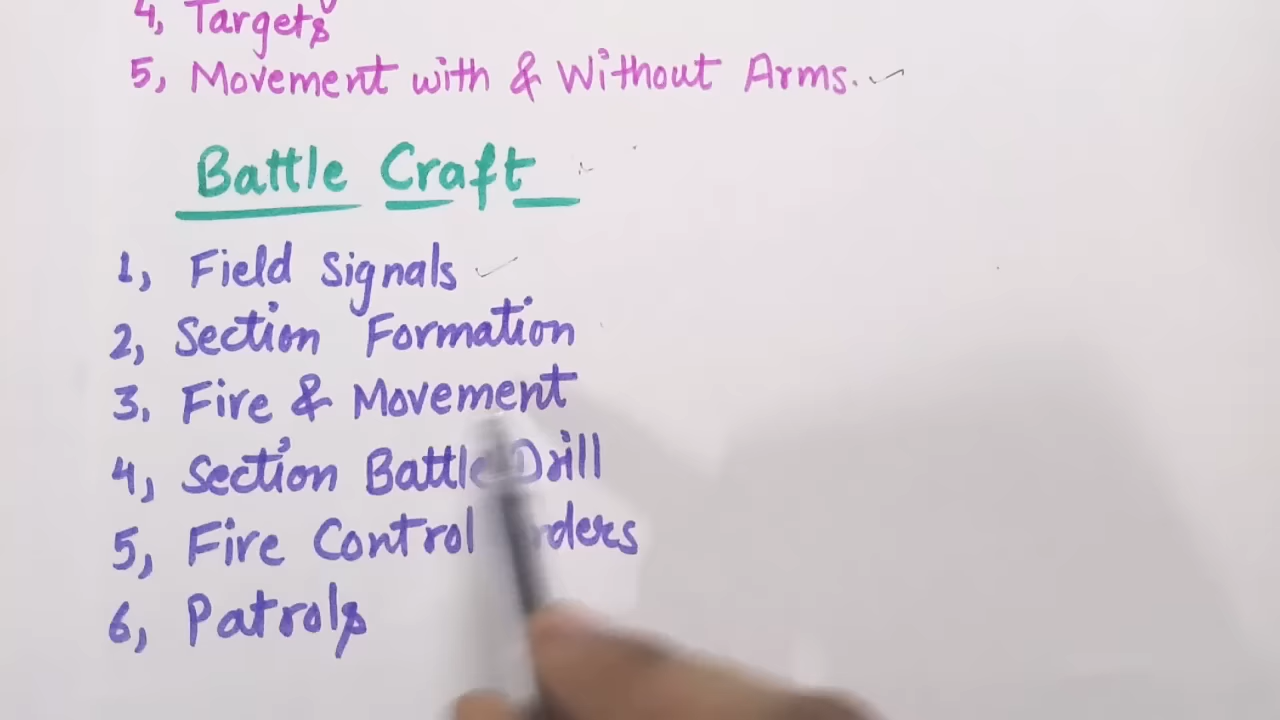 4, Targets
5, Movement with & Without Arms.
Battle Craft
1, Field Signals
2, Section Formation
3. Fire & Movement
4, Section Battle Drill
5, Fire Control
6, Patrols